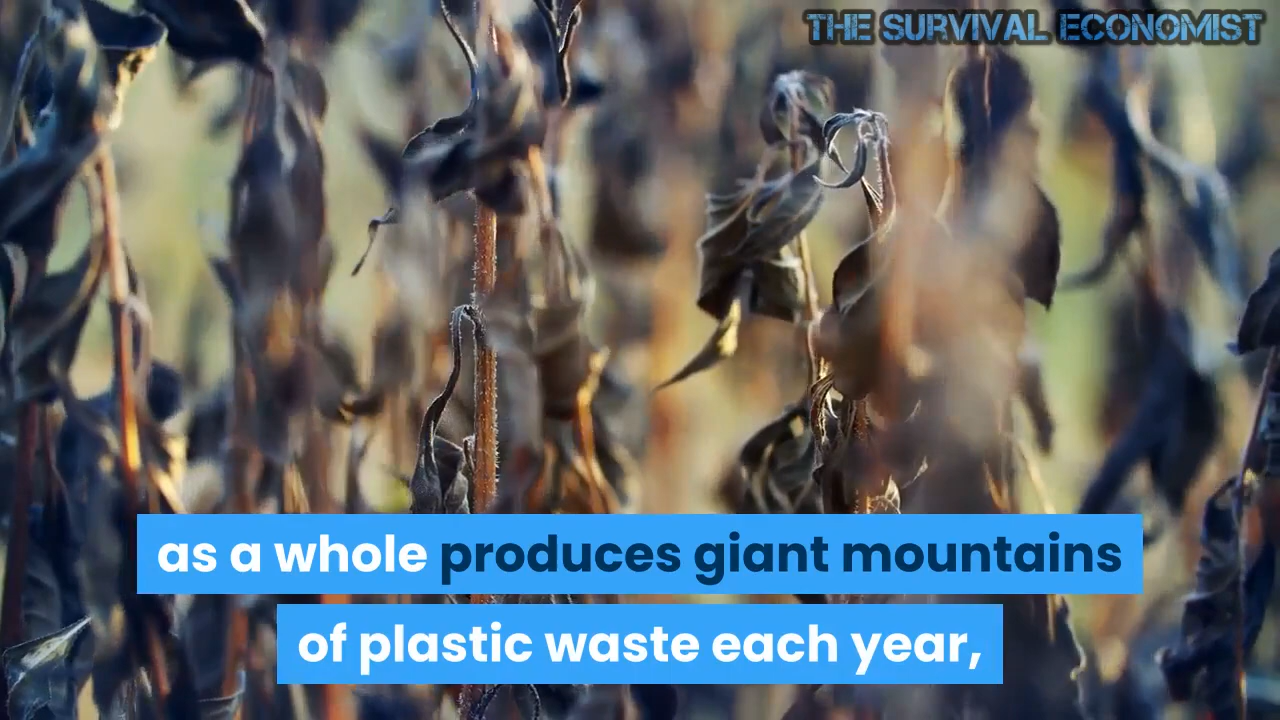 THE SURVIVAL ECONOMIST
as a whole produces giant mountains
of plastic waste each year,